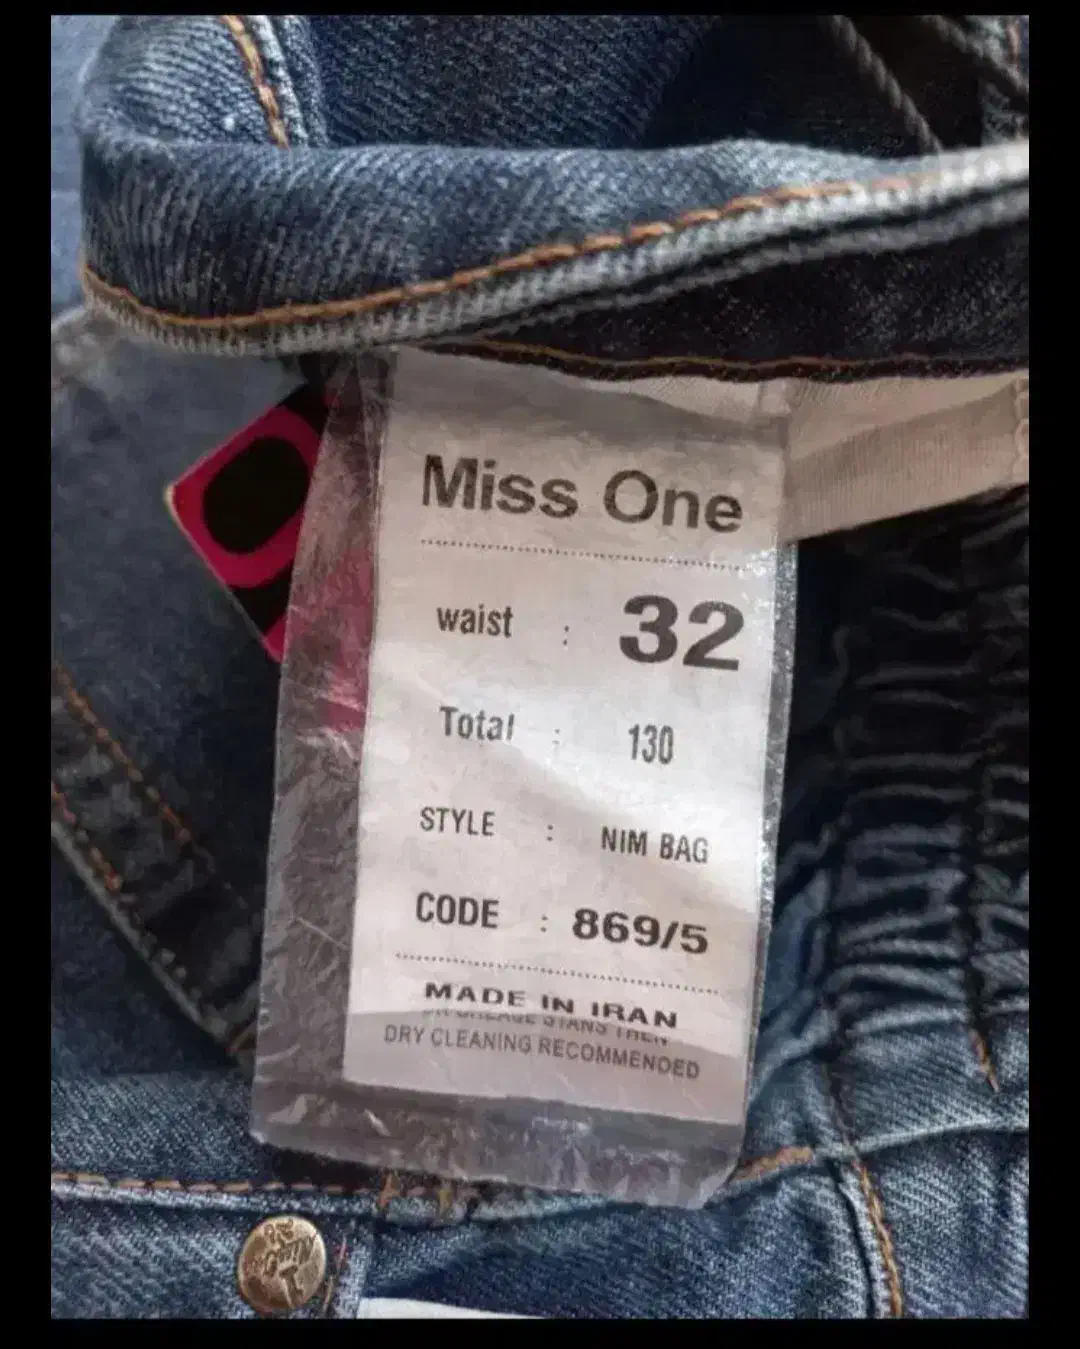 Miss One
waist : 32
Total : 130
STYLE : NIM BAG
CODE : 869/5
MADE IN IRAN
DRY CLEANING RECOMMENDED